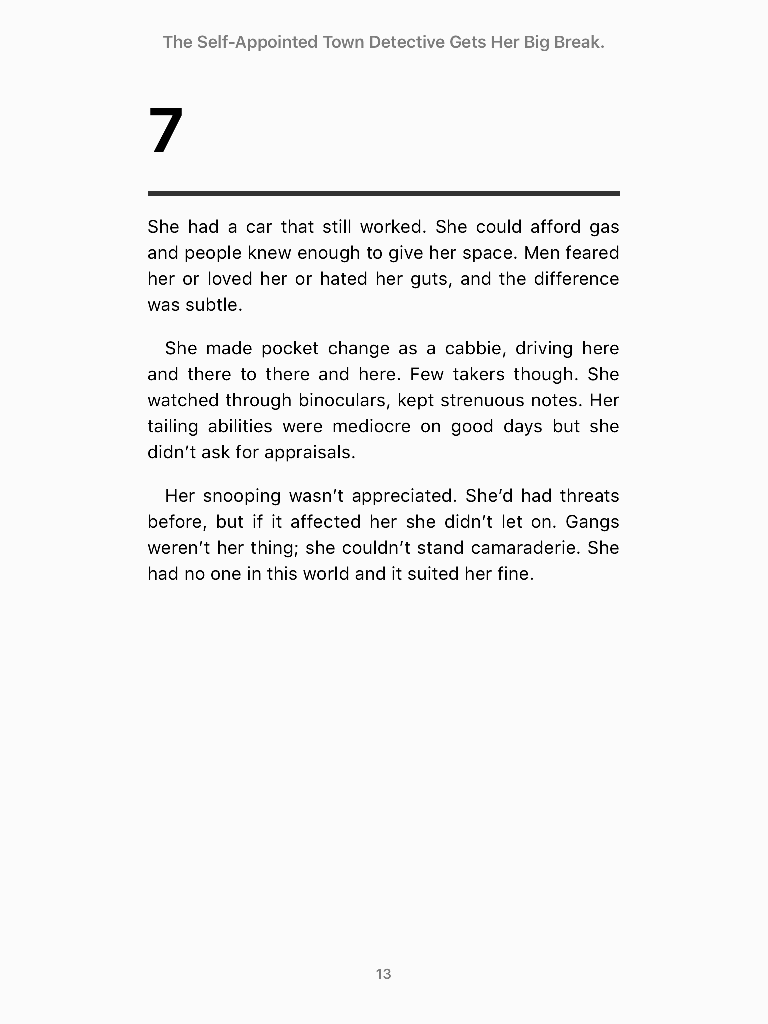 The Self-Appointed Town Detective Gets Her Big Break.
7
She had a car that still worked. She could afford gas
and people knew enough to give her space. Men feared
her or loved her or hated her guts, and the difference
was subtle.
She made pocket change as a cabbie, driving here
and there to there and here. Few takers though. She
watched through binoculars, kept strenuous notes. Her
tailing abilities were mediocre on good days but she
didn’t ask for appraisals.
Her snooping wasn’t appreciated. She’d had threats
before, but if it affected her she didn’t let on. Gangs
weren’t her thing; she couldn’t stand camaraderie. She
had no one in this world and it suited her fine.
13